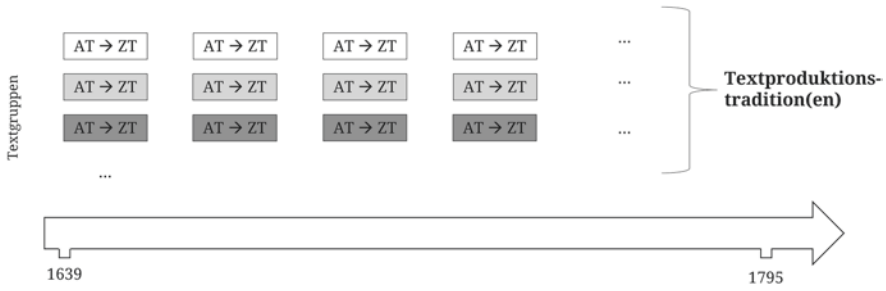 Textgruppen
AT → ZT AT → ZT AT → ZT AT → ZT ...
AT → ZT AT → ZT AT → ZT AT → ZT ...
AT → ZT AT → ZT AT → ZT AT → ZT ...
...
Textproduktions-
tradition(en)
1639 1795